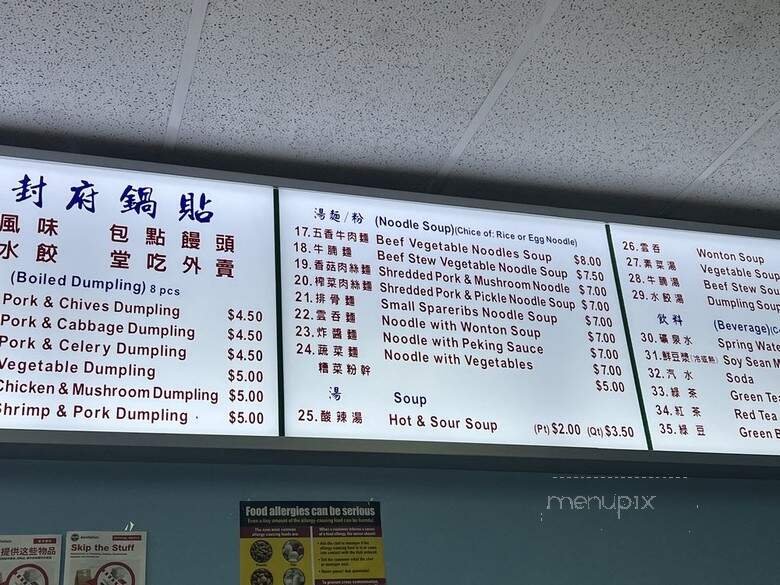 封府鍋貼
風味 包點饅頭
水餃 堂吃外賣
(Boiled Dumpling) 8 pcs
Pork & Chives Dumpling $4.50
Pork & Cabbage Dumpling $4.50
Pork & Celery Dumpling $4.50
Vegetable Dumpling $5.00
Chicken & Mushroom Dumpling $5.00
Shrimp & Pork Dumpling $5.00
湯麵/粉 (Noodle Soup)(Chice of: Rice or Egg Noodle)
17. 五香牛肉麵 Beef Vegetable Noodles Soup $8.00
18. 牛腩麵 Beef Stew Vegetable Noodle Soup $7.50
19. 香菇肉絲麵 Shredded Pork & Mushroom Noodle $7.00
20. 榨菜肉絲麵 Shredded Pork & Pickle Noodle Soup $7.00
21. 排骨麵 Small Spareribs Noodle Soup $7.00
22. 雲吞麵 Noodle with Wonton Soup $7.00
23. 炸醬麵 Noodle with Peking Sauce $7.00
24. 蔬菜麵 Noodle with Vegetables $5.00
糟菜粉幹
湯 Soup
25. 酸辣湯 Hot & Sour Soup (Pt) $2.00 (Qt) $3.50
26. 雲吞 Wonton Soup
27. 素菜湯 Vegetable Soup
28. 牛腩湯 Beef Stew Sou
29. 水餃湯 Dumpling Soup
飲料 (Beverage)
30. 礦泉水 Spring Wate
31. 鮮豆漿 Soy Sean M
32. 汽水 Soda
33. 綠茶 Green Tea
34. 紅茶 Red Tea
35. 綠豆 Green B
menupix
Food allergies can be serious
提供这些物品
Skip the Stuff